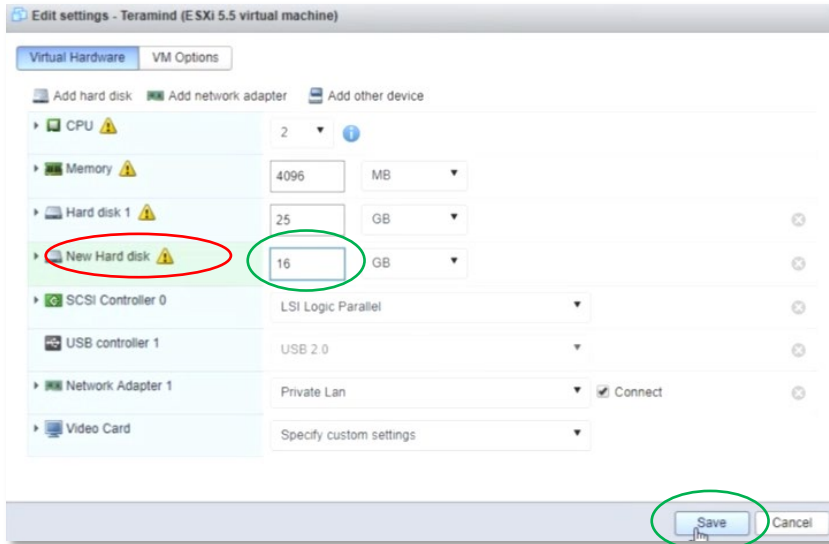 Edit settings - Teramind (ESXi 5.5 virtual machine)
Virtual Hardware VM Options
Add hard disk Add network adapter Add other device
CPU 2
Memory 4096 MB
Hard disk 1 25 GB
New Hard disk 16 GB
SCSI Controller 0 LSI Logic Parallel
USB controller 1 USB 2.0
Network Adapter 1 Private Lan Connect
Video Card Specify custom settings
Save Cancel